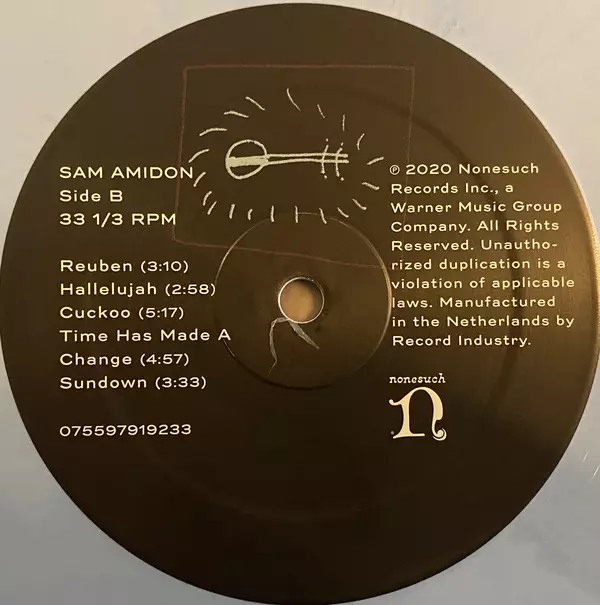 SAM AMIDON
Side B
33 1/3 RPM
Reuben (3:10)
Hallelujah (2:58)
Cuckoo (5:17)
Time Has Made A
Change (4:57)
Sundown (3:33)
075597919233
℗ 2020 Nonesuch
Records Inc., a
Warner Music Group
Company. All Rights
Reserved. Unautho-
rized duplication is a
violation of applicable
laws. Manufactured
in the Netherlands by
Record Industry.
nonesuch
n